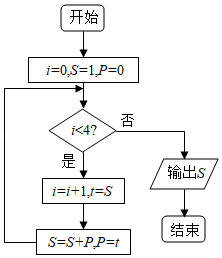 开始
i=0,S=1,P=0
i<4?
否
是
i=i+1,t=S
输出S
S=S+P,P=t
结束